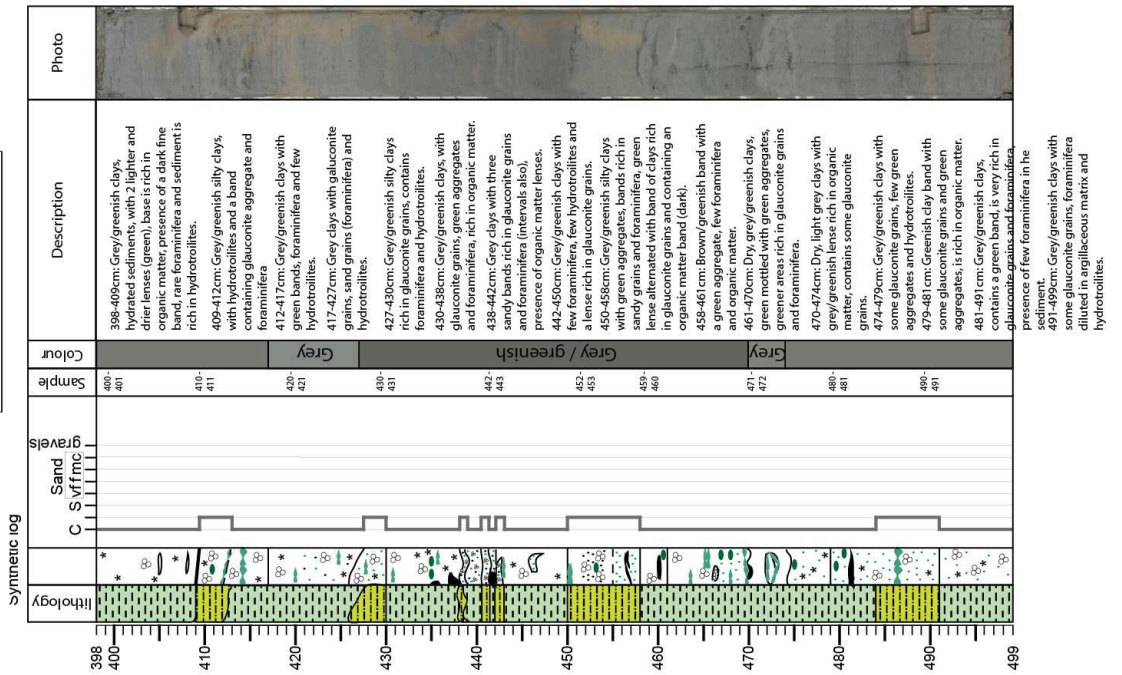 Synthetic log
Photo
Description
Colour
Sample
gravels
Sand
vf f m c
S
C
lithology
398-409cm: Grey/greenish clays,
hydrated sediments, with 2 lighter and
drier lenses (green), base is rich in
organic matter, presence of a dark fine
band, rare foraminifera and sediment is
rich in hydrotroilites.
409-412cm: Grey/greenish silty clays,
with hydrotroilites and a band
containing glauconite aggregate and
foraminifera
412-417cm:Grey/greenish clays with
green bands, foraminifera and few
hydrotroilites.
417-427cm: Grey clays with galuconite
grains, sand grains (foraminifera) and
hydrotroilites.
427-430cm: Grey/greenish silty clays
rich in glauconite grains, contains
foraminifera and hydrotroilites.
430-438cm: Grey/greenish clays, with
glauconite grains, green aggregates
and foraminifera, rich in organic matter.
438-442cm: Grey clays with three
sandy bands rich in glauconite grains
and foraminifera (intervals also),
presence of organic matter lenses.
442-450cm: Grey/greenish clays with
few foraminifera, few hydrotroilites and
a lense rich in glauconite grains.
450-458cm: Grey/greenish silty clays
with green aggregates, bands rich in
sandy grains and foraminifera, green
lense alternated with band of clays rich
in glauconite grains and containing an
organic matter band (dark).
458-461cm: Brown/greenish band with
a green aggregate, few foraminifera
and organic matter.
461-470cm: Dry, grey/greenish clays,
green mottled with green aggregates,
greener areas rich in glauconite grains
and foraminifera.
470-474cm: Dry, light grey clays with
grey/greenish lense rich in organic
matter, contains some glauconite
grains.
474-479cm: Grey/greenish clays with
some glauconite grains, few green
aggregates and hydrotroilites.
479-481cm: Greenish clay band with
some glauconite grains and green
aggregates, is rich in organic matter.
481-491cm: Grey/greenish clays,
contains a green band, is very rich in
glauconite grains and foraminifera,
presence of few foraminifera in he
sediment.
491-499cm: Grey/greenish clays with
some glauconite grains, foraminifera
diluted in argillaceous matrix and
hydrotroilites.
Grey
Grey / greenish
Grey
400-
401
410-
411
420-
421
430-
431
442-
443
452-
453
459-
460
471-
472
480-
481
490-
491
398
400
410
420
430
440
450
460
470
480
490
499